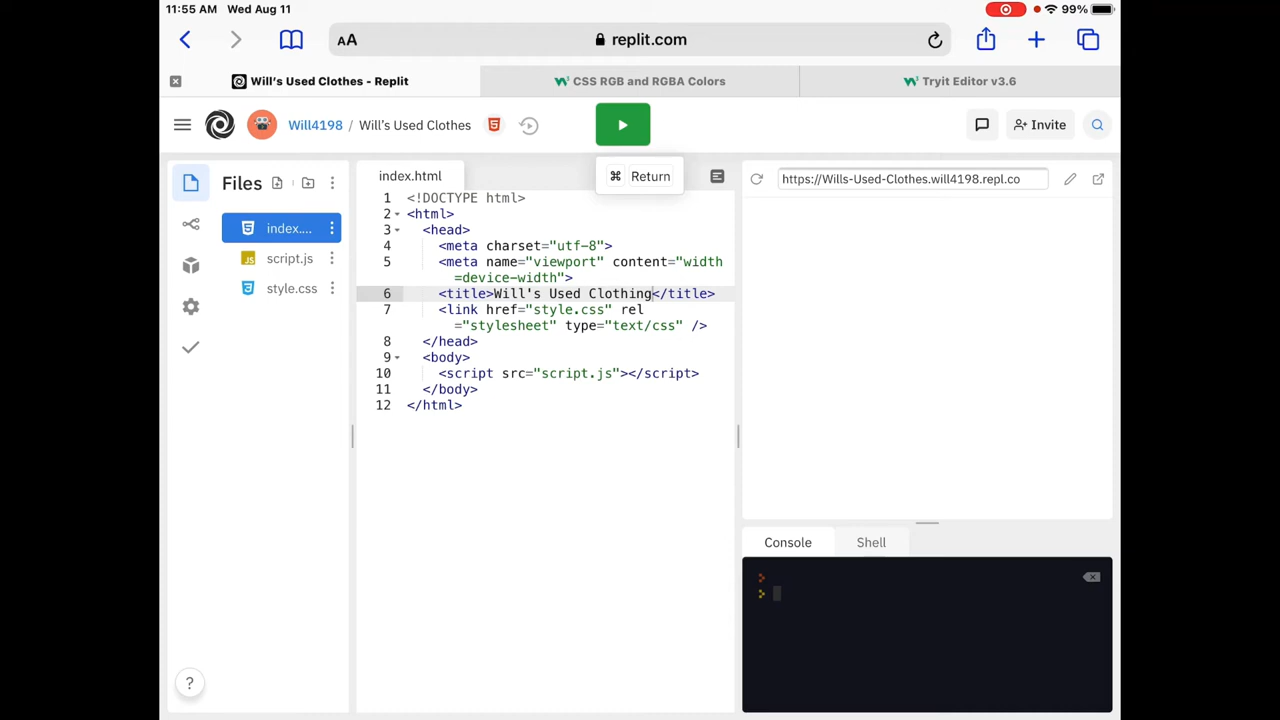 11:55 AM Wed Aug 11 99%
AA replit.com
Will's Used Clothes - Replit CSS RGB and RGBA Colors Tryit Editor v3.6
Will4198 / Will's Used Clothes Invite
⌘ Return
Files
index....
script.js
style.css
index.html
1 <!DOCTYPE html>
2 <html>
3 <head>
4 <meta charset="utf-8">
5 <meta name="viewport" content="width
=device-width">
6 <title>Will's Used Clothing</title>
7 <link href="style.css" rel
="stylesheet" type="text/css" />
8 </head>
9 <body>
10 <script src="script.js"></script>
11 </body>
12 </html>
https://Wills-Used-Clothes.will4198.repl.co
Console Shell
?